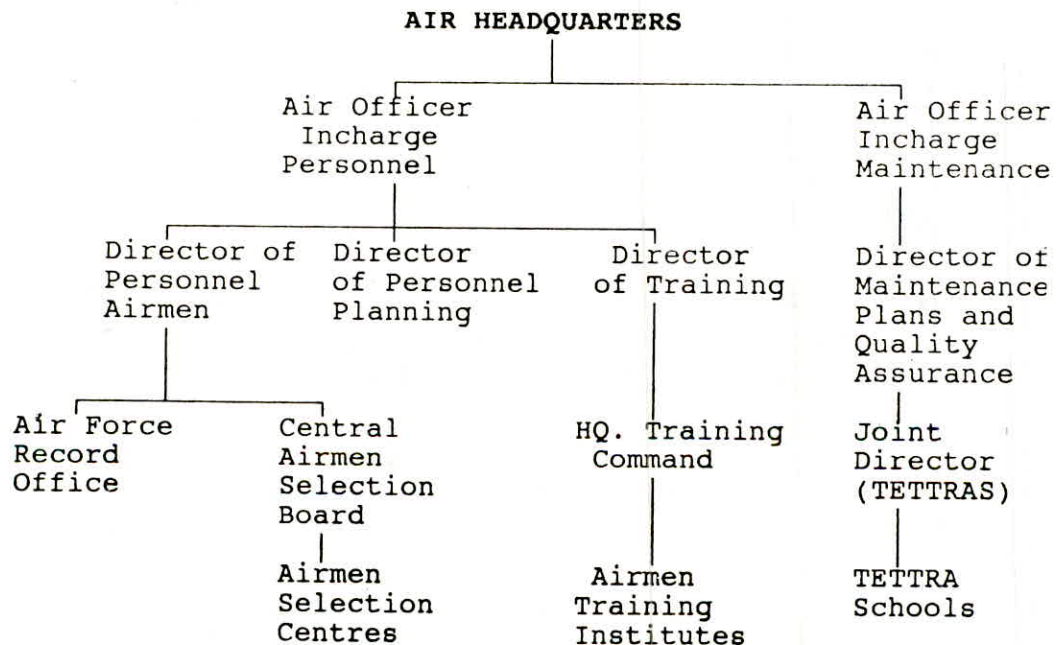 AIR HEADQUARTERS
Air Officer
Incharge
Personnel
Air Officer
Incharge
Maintenance
Director of
Personnel
Airmen
Director
of Personnel
Planning
Director
of Training
Director of
Maintenance
Plans and
Quality
Assurance
Air Force
Record
Office
Central
Airmen
Selection
Board
HQ. Training
Command
Joint
Director
(TETTRAS)
Airmen
Selection
Centres
Airmen
Training
Institutes
TETTRA
Schools